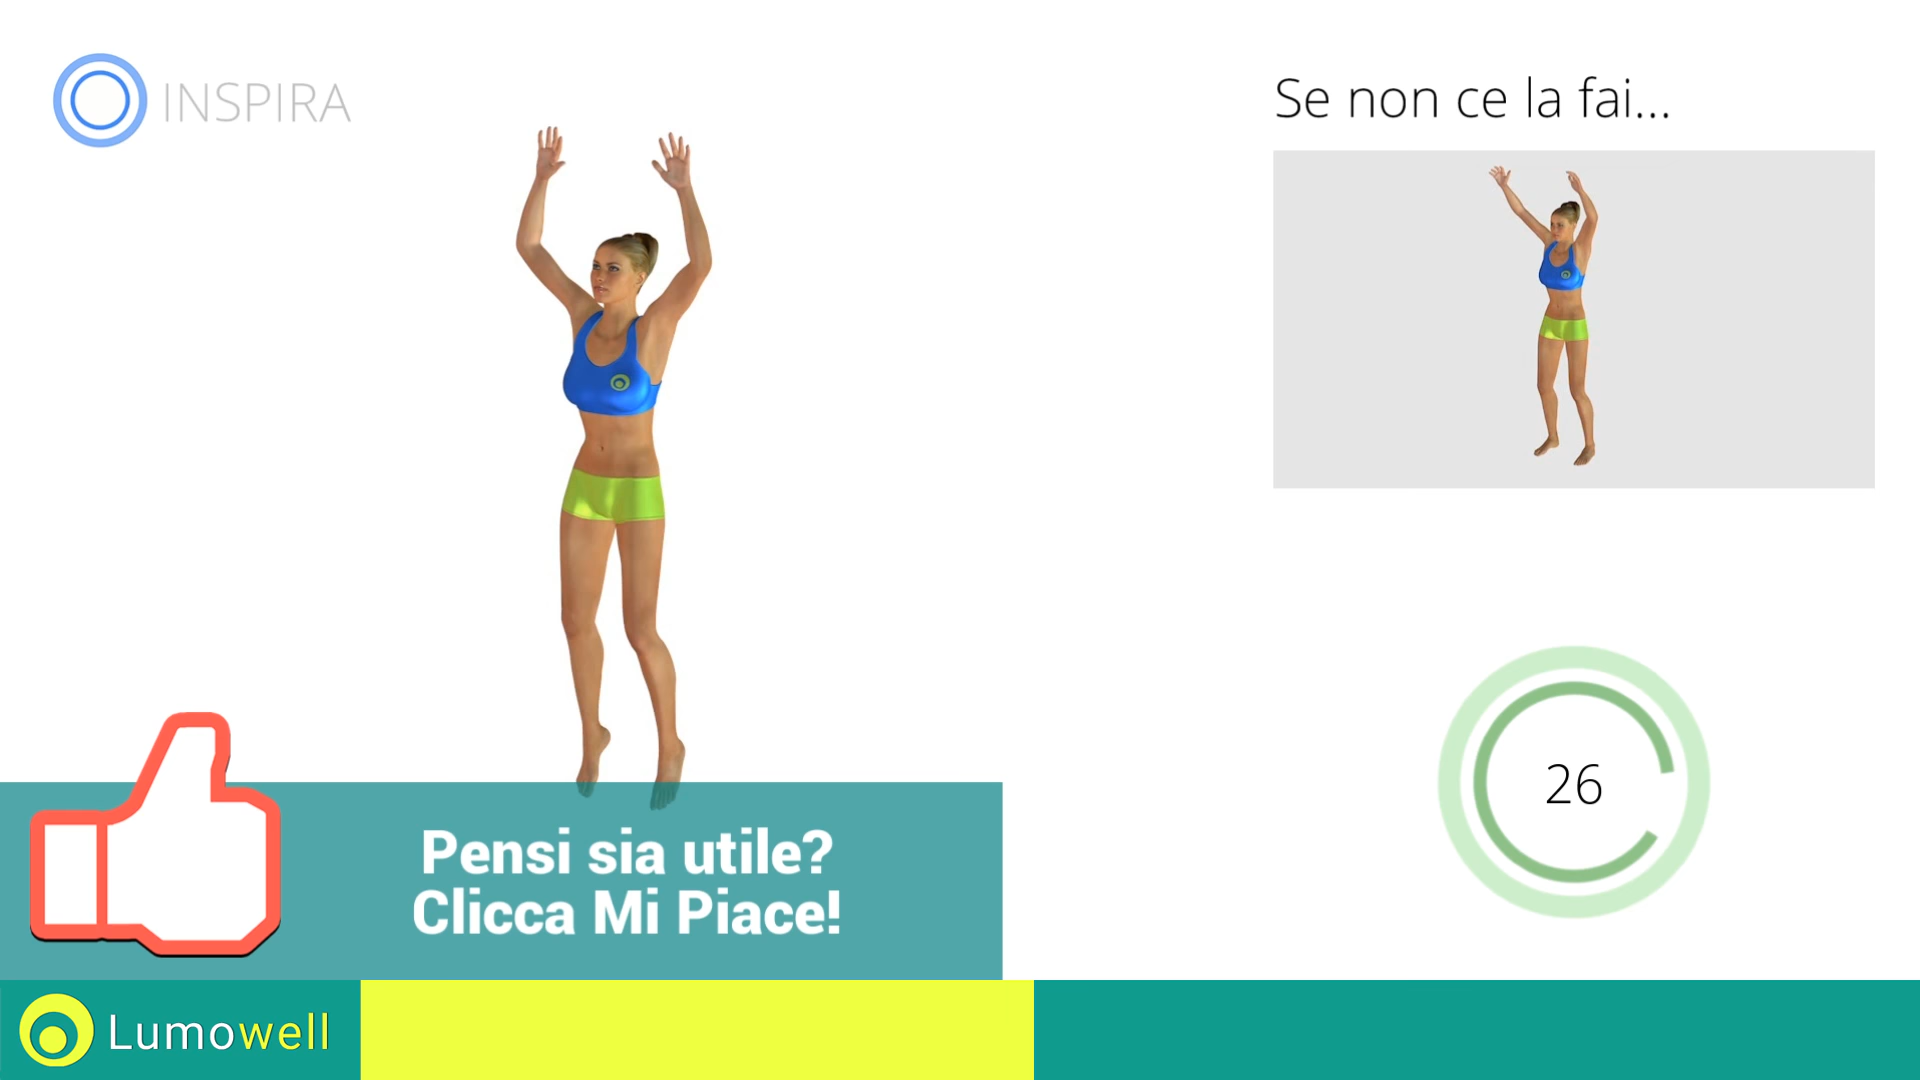 INSPIRA
Se non ce la fai...
26
Pensi sia utile?
Clicca Mi Piace!
Lumowell